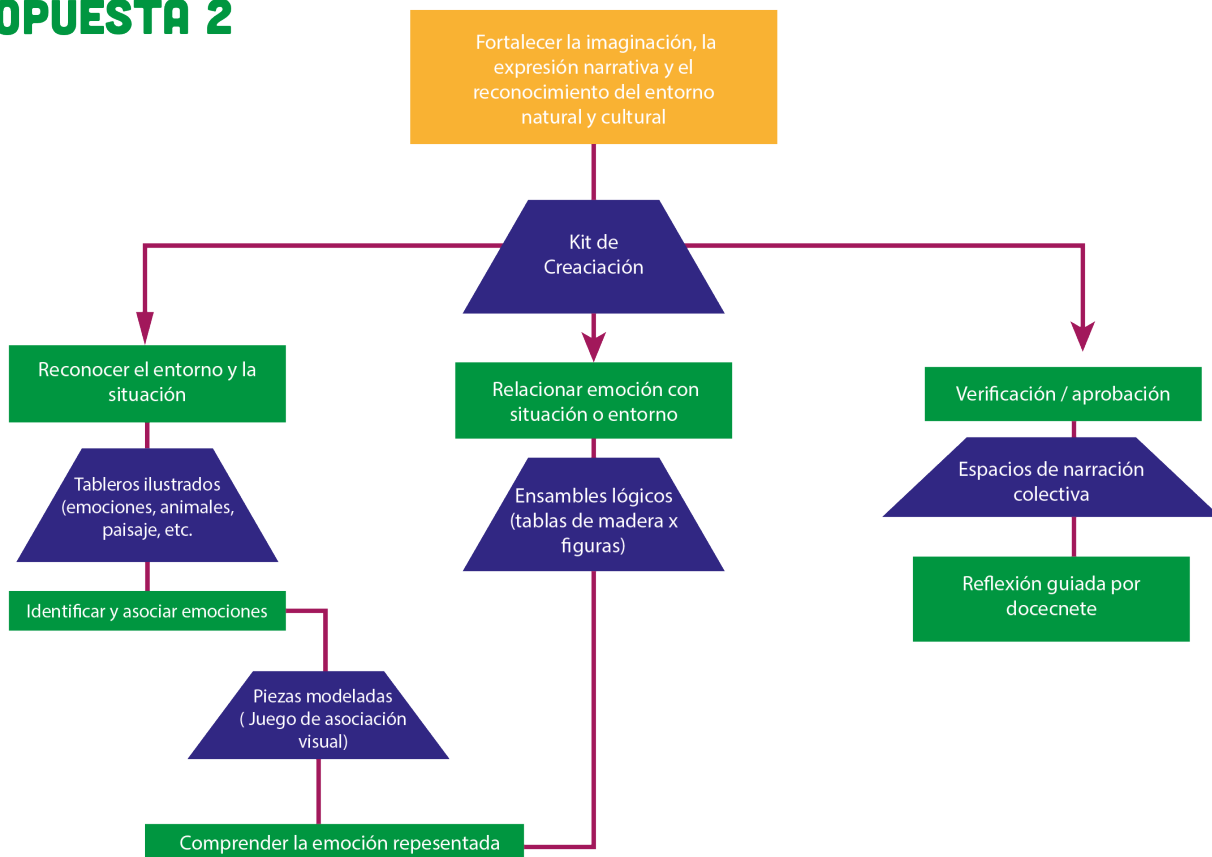 OPUESTA 2
Fortalecer la imaginación, la
expresión narrativa y el
reconocimiento del entorno
natural y cultural
Kit de
Creaciación
Reconocer el entorno y la
situación
Relacionar emoción con
situación o entorno
Verificación / aprobación
Tableros ilustrados
(emociones, animales,
paisaje, etc.
Ensambles lógicos
(tablas de madera x
figuras)
Espacios de narración
colectiva
Identificar y asociar emociones
Reflexión guiada por
docecnete
Piezas modeladas
( Juego de asociación
visual)
Comprender la emoción repesentada